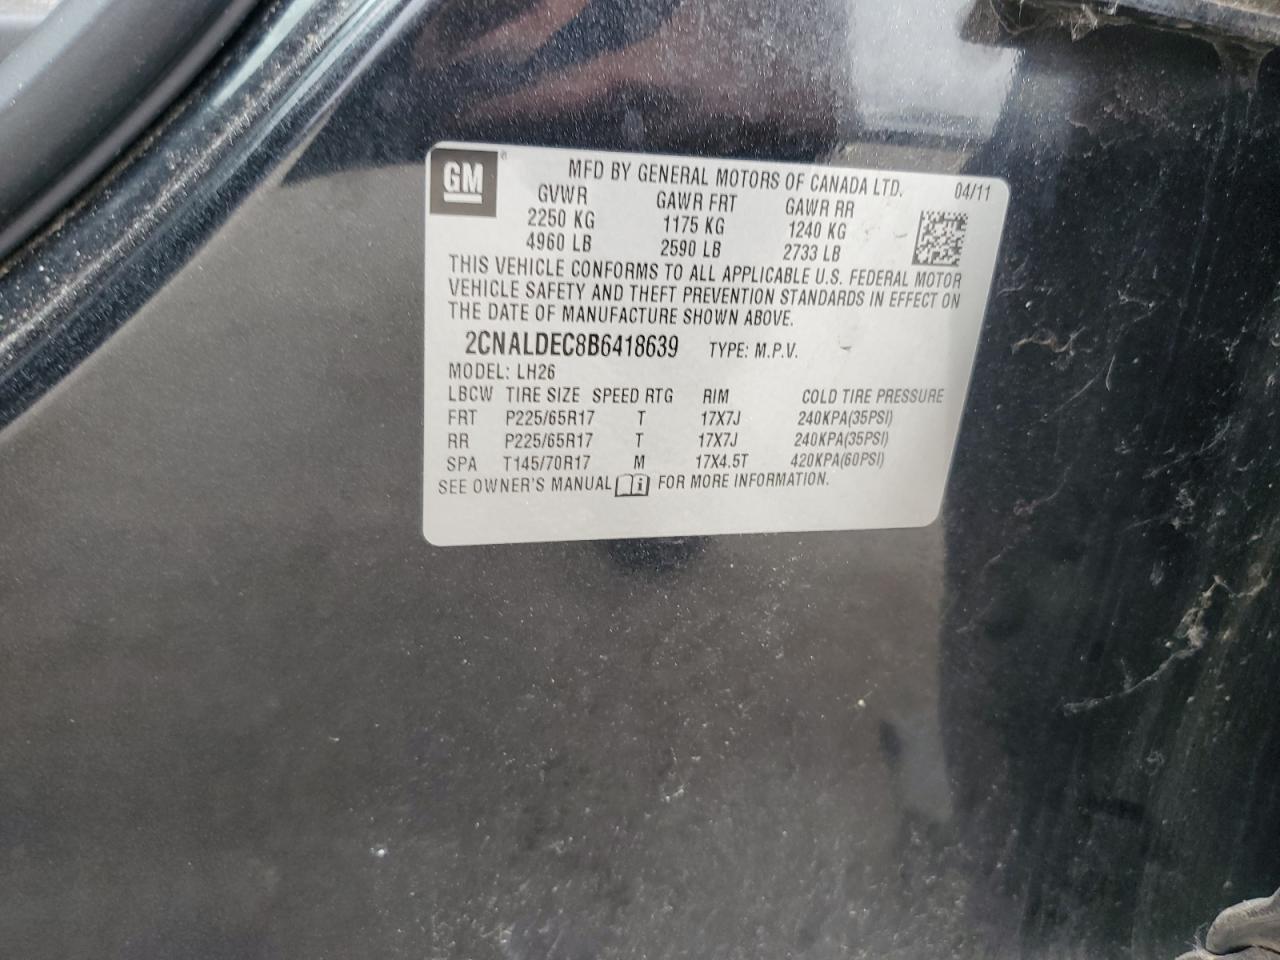 GM
MFD BY GENERAL MOTORS OF CANADA LTD. 04/11
GVWR GAWR FRT GAWR RR
2250 KG 1175 KG 1240 KG
4960 LB 2590 LB 2733 LB
THIS VEHICLE CONFORMS TO ALL APPLICABLE U.S. FEDERAL MOTOR
VEHICLE SAFETY AND THEFT PREVENTION STANDARDS IN EFFECT ON
THE DATE OF MANUFACTURE SHOWN ABOVE.
2CNALDEC8B6418639 TYPE: M.P.V.
MODEL: LH26
LBCW TIRE SIZE SPEED RTG RIM COLD TIRE PRESSURE
FRT P225/65R17 T 17X7J 240KPA(35PSI)
RR P225/65R17 T 17X7J 240KPA(35PSI)
SPA T145/70R17 M 17X4.5T 420KPA(60PSI)
SEE OWNER'S MANUAL FOR MORE INFORMATION.